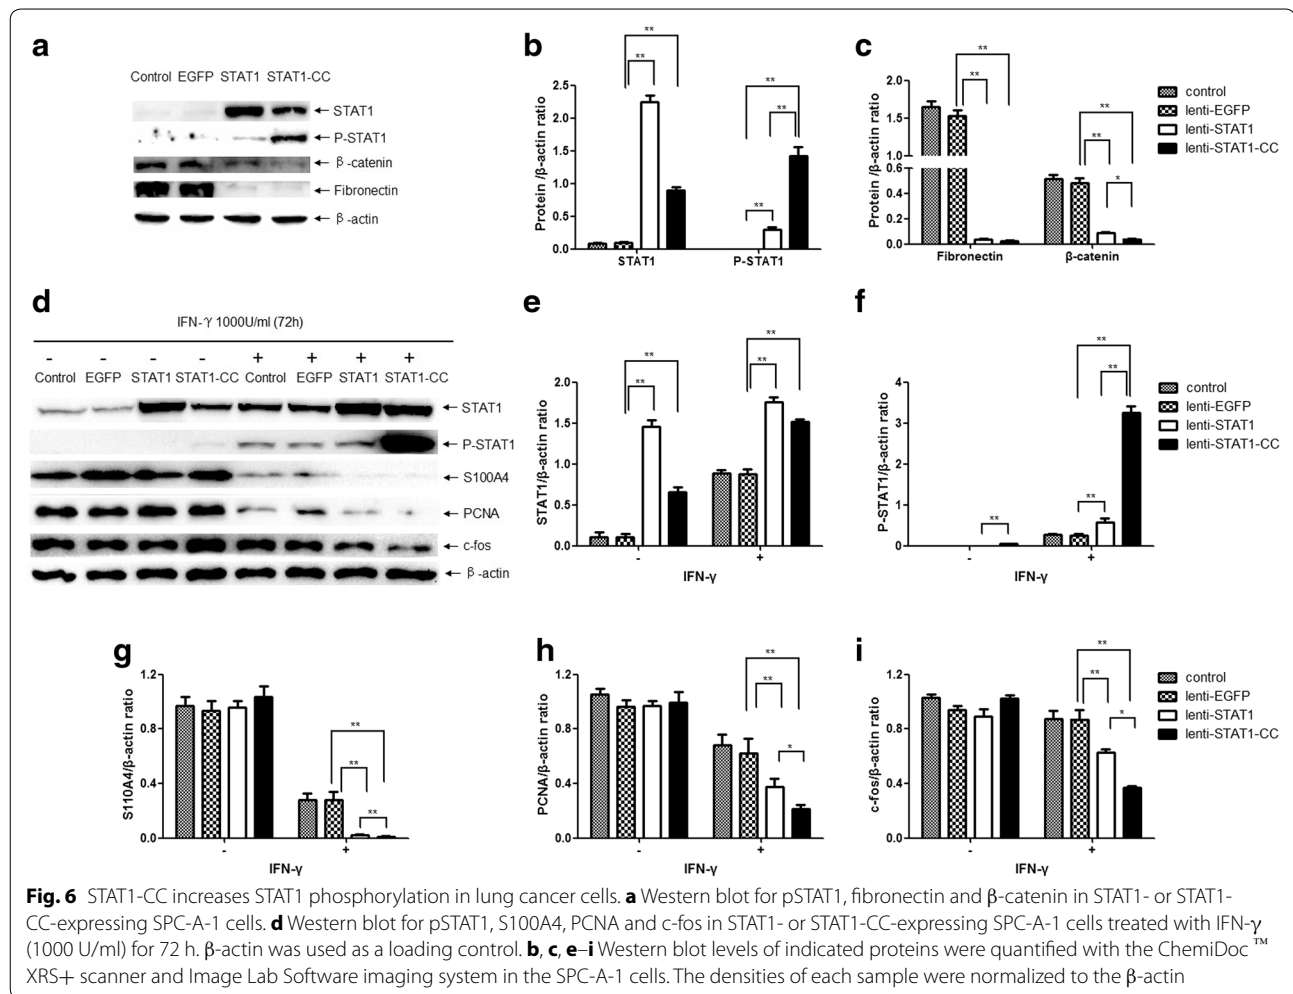 a
Control EGFP STAT1 STAT1-CC
STAT1
P-STAT1
β-catenin
Fibronectin
β-actin
b
**
**
**
**
**
Protein /β-actin ratio
2.5
2.0
1.5
1.0
0.5
0.0
STAT1 P-STAT1
c
**
**
**
**
*
Protein/β-actin ratio
2.0
1.5
1.0
0.6
0.4
0.2
0.0
Fibronectin β-catenin
control
lenti-EGFP
lenti-STAT1
lenti-STAT1-CC
d
IFN-γ 1000U/ml (72h)
- - - - + + + +
Control EGFP STAT1 STAT1-CC Control EGFP STAT1 STAT1-CC
STAT1
P-STAT1
S100A4
PCNA
c-fos
β-actin
e
**
**
**
**
STAT1/β-actin ratio
2.0
1.5
1.0
0.5
0.0
- +
IFN-γ
f
**
**
**
**
P-STAT1/β-actin ratio
4
3
2
1
0
- +
IFN-γ
control
lenti-EGFP
lenti-STAT1
lenti-STAT1-CC
g
**
**
**
S110A4/β-actin ratio
1.2
0.8
0.4
0.0
- +
IFN-γ
h
**
**
*
PCNA/β-actin ratio
1.2
0.8
0.4
0.0
- +
IFN-γ
i
**
**
*
c-fos/β-actin ratio
1.2
0.8
0.4
0.0
- +
IFN-γ
control
lenti-EGFP
lenti-STAT1
lenti-STAT1-CC
Fig. 6 STAT1-CC increases STAT1 phosphorylation in lung cancer cells. a Western blot for pSTAT1, fibronectin and β-catenin in STAT1- or STAT1-
CC-expressing SPC-A-1 cells. d Western blot for pSTAT1, S100A4, PCNA and c-fos in STAT1- or STAT1-CC-expressing SPC-A-1 cells treated with IFN-γ
(1000 U/ml) for 72 h. β-actin was used as a loading control. b, c, e–i Western blot levels of indicated proteins were quantified with the ChemiDoc™
XRS+ scanner and Image Lab Software imaging system in the SPC-A-1 cells. The densities of each sample were normalized to the β-actin